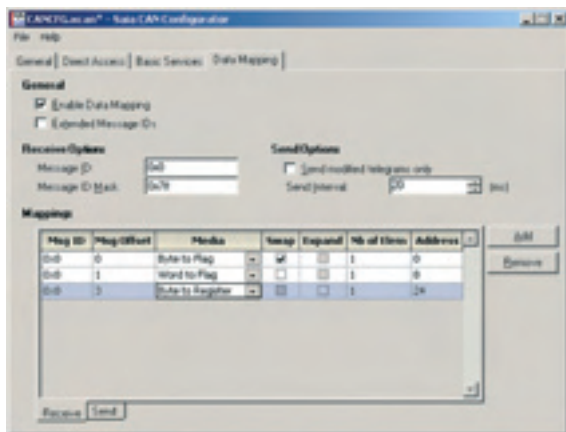 CANCFG.scan* - Saia CAN Configurator
File Help
General Direct Access Basic Services Data Mapping
General
Enable Data Mapping
Extended Message IDs
Receive Options
Send Options
Message ID: 0x0
Send modified telegrams only
Message ID Mask:
Send Interval: 20 (ms)
Mappings
Msg ID Msg Offset Media Swap Expand Nb of Elems Address
0x0 0 Byte to Flag 1 0
0x0 1 Word to Flag 1 8
0x0 3 Byte to Register 1 24
Add
Remove
Receive Send